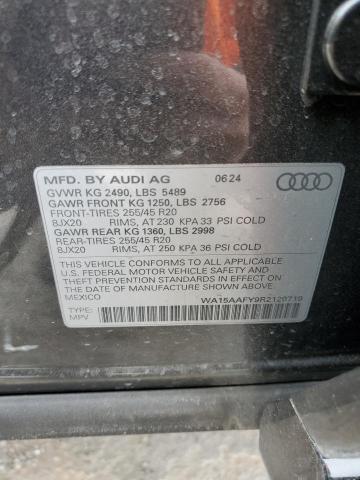 MFD. BY AUDI AG 06 24
GVWR KG 2490, LBS 5489
GAWR FRONT KG 1250, LBS 2756
FRONT-TIRES 255/45 R20
8JX20 RIMS, AT 230 KPA 33 PSI COLD
GAWR REAR KG 1360, LBS 2998
REAR-TIRES 255/45 R20
8JX20 RIMS, AT 250 KPA 36 PSI COLD
THIS VEHICLE CONFORMS TO ALL APPLICABLE
U.S. FEDERAL MOTOR VEHICLE SAFETY AND
THEFT PREVENTION STANDARDS IN EFFECT ON
THE DATE OF MANUFACTURE SHOWN ABOVE.
MEXICO
WA15AAFY9R2120719
TYPE:
MPV